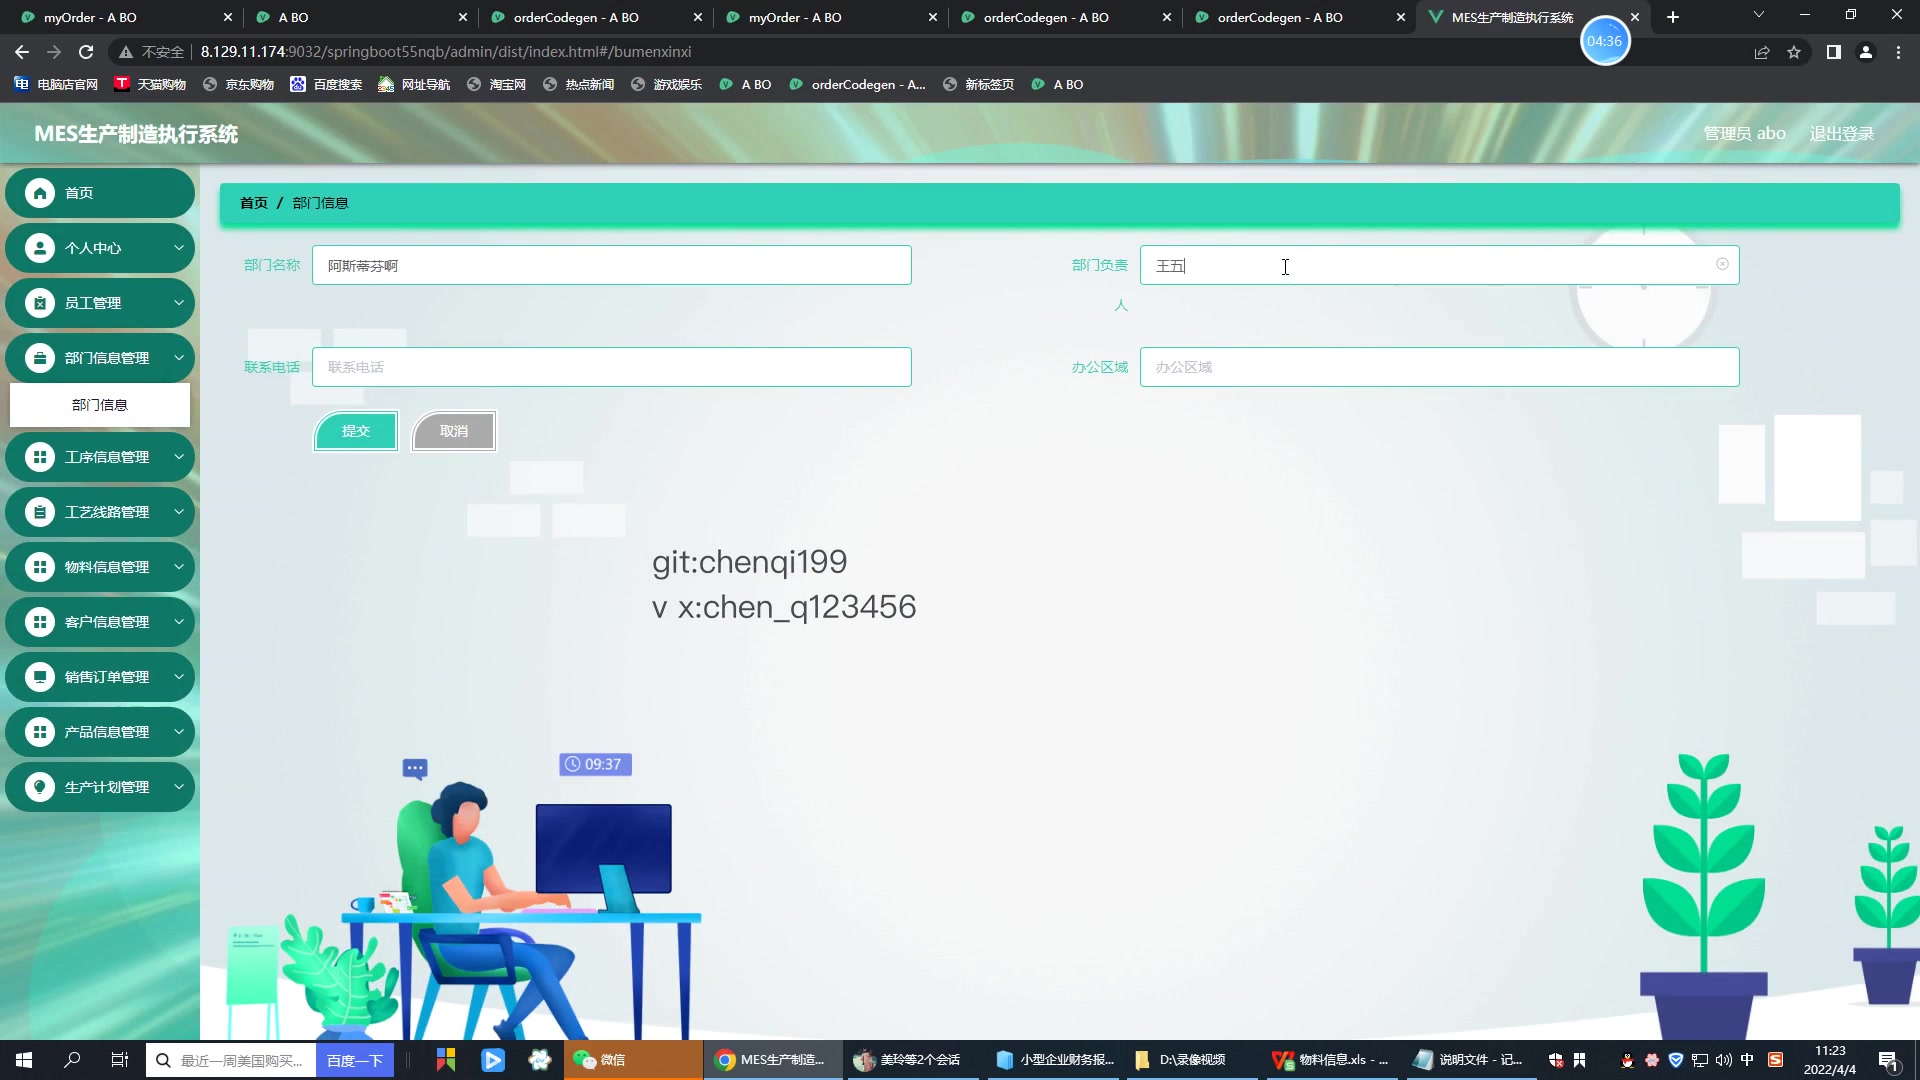 myOrder - A BO
A BO
orderCodegen - A BO
myOrder - A BO
orderCodegen - A BO
orderCodegen - A BO
MES生产制造执行系统
04:36
不安全 | 8.129.11.174:9032/springboot55nqb/admin/dist/index.html#/bumenxinxi
电脑店官网
天猫购物
京东购物
百度搜索
网址导航
淘宝网
热点新闻
游戏娱乐
A BO
orderCodegen - A...
新标签页
A BO
MES生产制造执行系统
管理员 abo
退出登录
首页
个人中心
员工管理
部门信息管理
部门信息
工序信息管理
工艺线路管理
物料信息管理
客户信息管理
销售订单管理
产品信息管理
生产计划管理
首页 / 部门信息
部门名称
阿斯蒂芬啊
部门负责人
王五
联系电话
联系电话
办公区域
办公区域
提交
取消
git:chenqi199
v x:chen_q123456
09:37
最近一周美国购买...
百度一下
微信
MES生产制造...
美玲等2个会话
小型企业财务报...
D:\录像视频
物料信息.xls - ...
说明文件 - 记...
中
11:23
2022/4/4
1